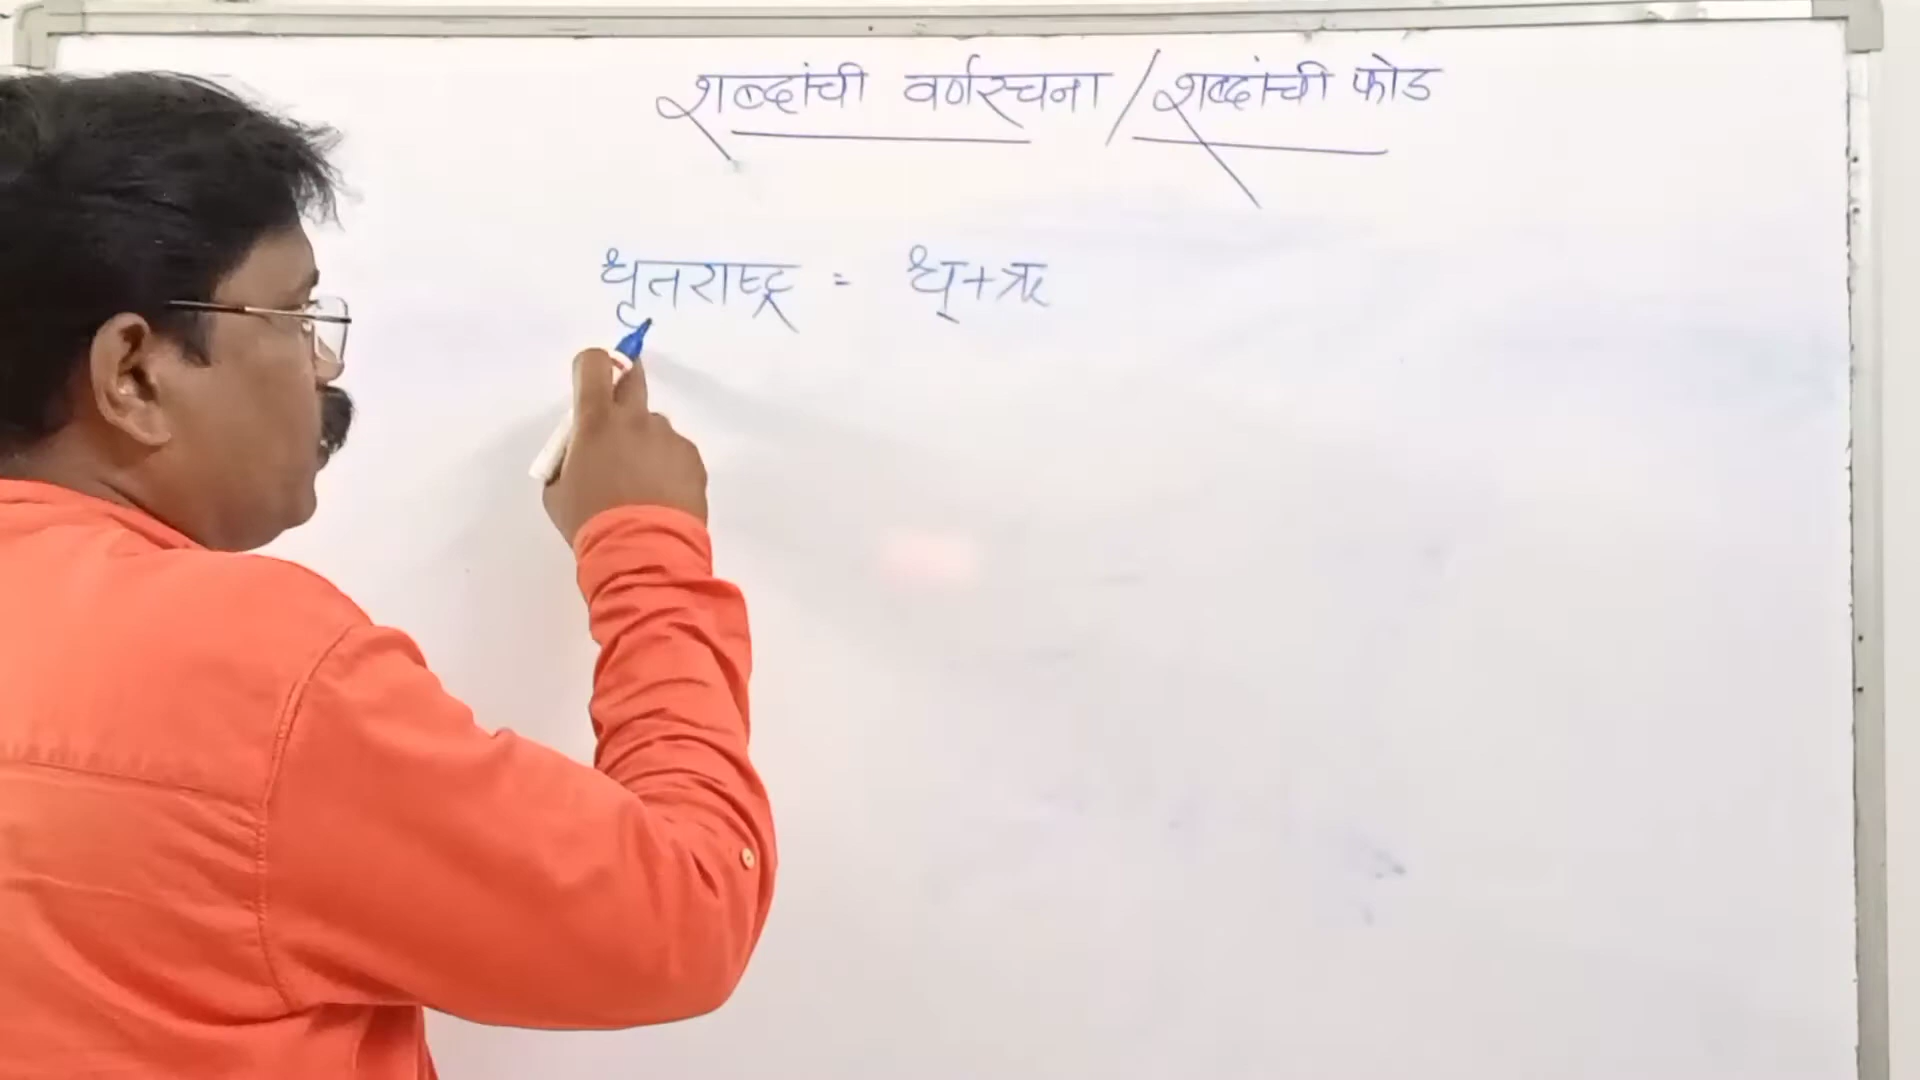 शब्दांची वर्णरचना / शब्दांची फोड
धृतराष्ट्र = ध्+ऋ